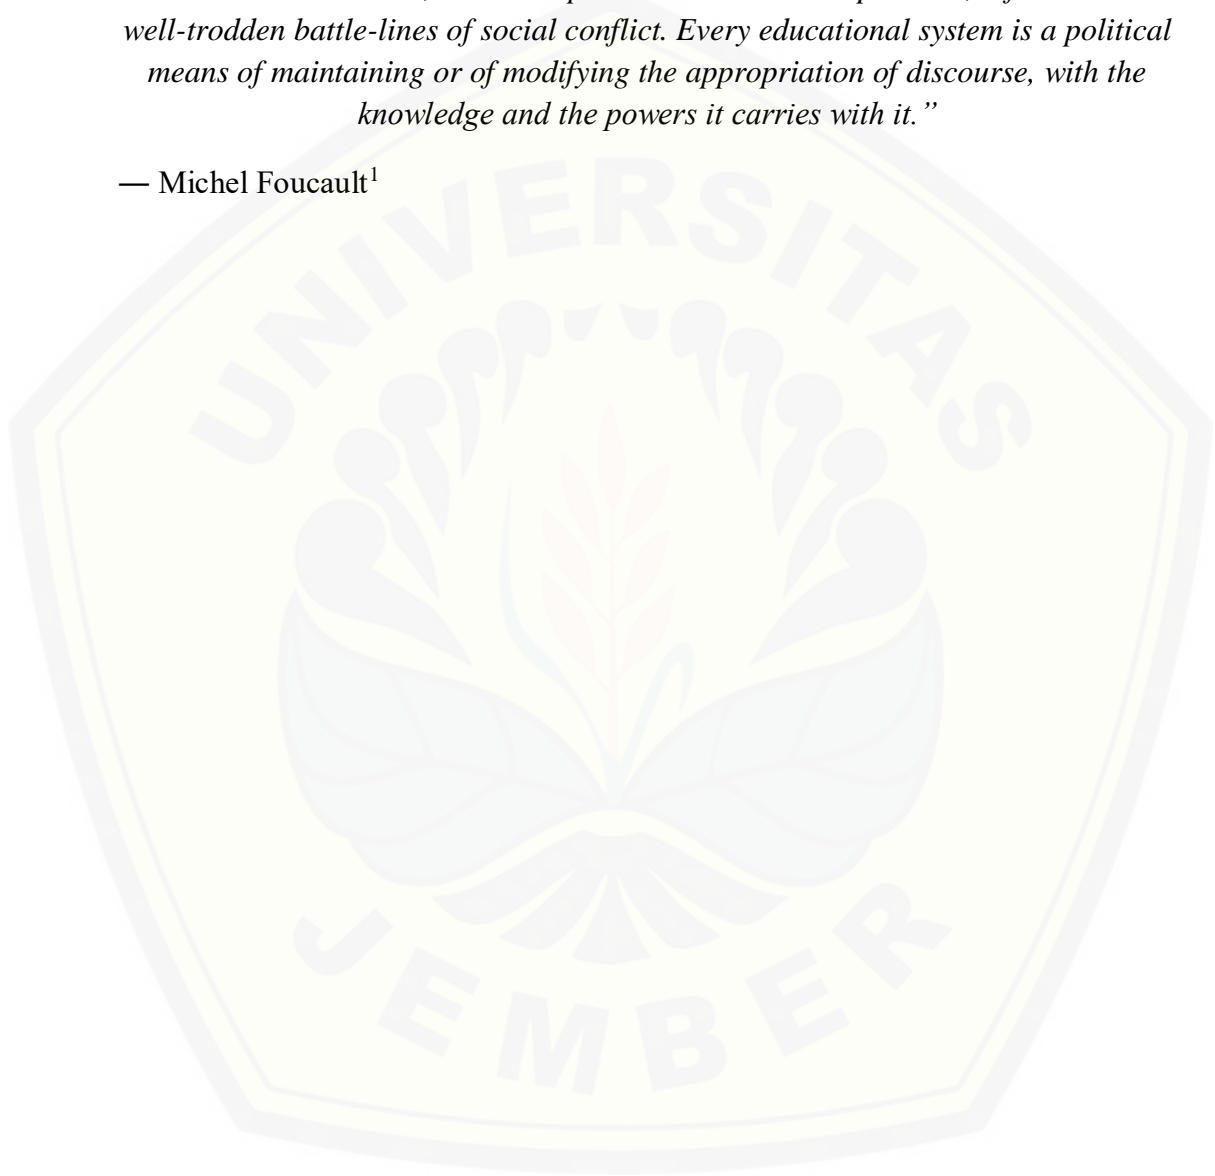 well-trodden battle-lines of social conflict. Every educational system is a political
means of maintaining or of modifying the appropriation of discourse, with the
knowledge and the powers it carries with it.”
— Michel Foucault¹
UNIVERSITAS
JEMBER